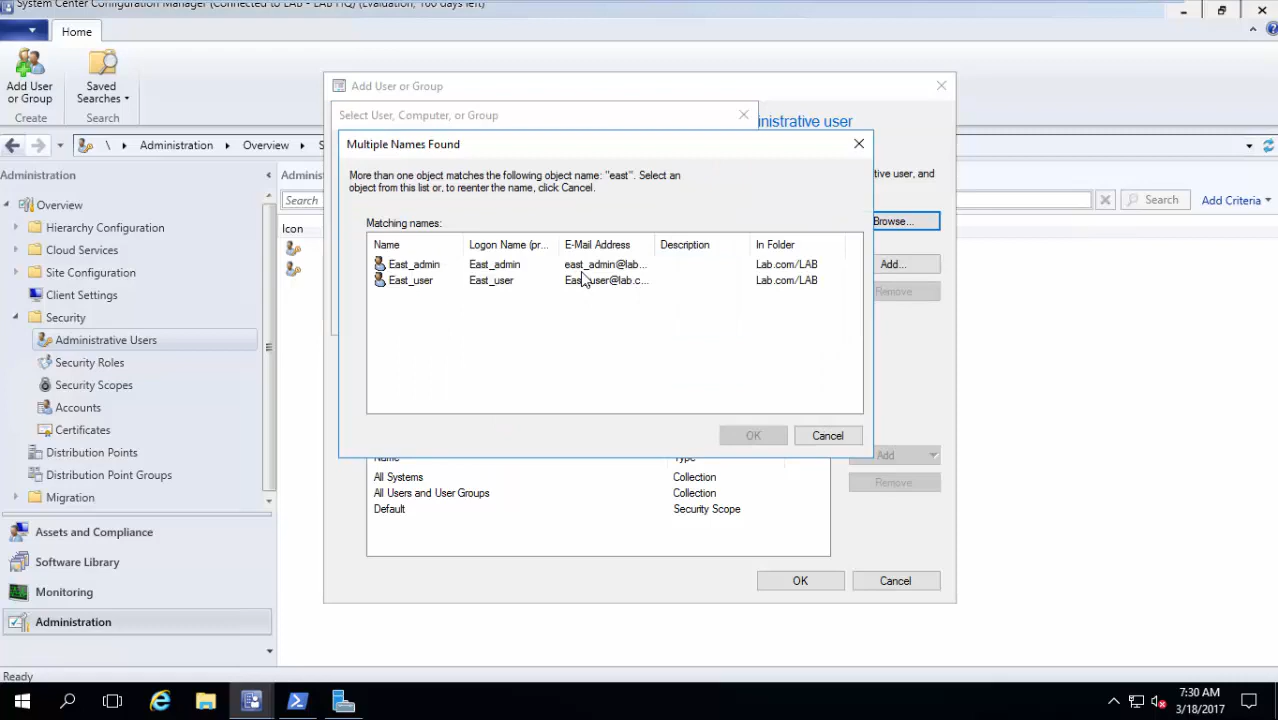 System Center Configuration Manager (Connected to LAB - LAB HQ) (Evaluation, 160 days left)
Home
Add User
or Group
Saved
Searches
Create
Search
\ Administration Overview S
Administration
Overview
Hierarchy Configuration
Cloud Services
Site Configuration
Client Settings
Security
Administrative Users
Security Roles
Security Scopes
Accounts
Certificates
Distribution Points
Distribution Point Groups
Migration
Assets and Compliance
Software Library
Monitoring
Administration
Ready
Adminis
Search
Icon
Search
Add Criteria
Add User or Group
ninistrative user
tive user, and
Browse...
Add...
Remove
Select User, Computer, or Group
Multiple Names Found
More than one object matches the following object name: "east". Select an
object from this list or, to reenter the name, click Cancel.
Matching names:
Name Logon Name (pr... E-Mail Address Description In Folder
East_admin East_admin east_admin@lab... Lab.com/LAB
East_user East_user Lab.com/LAB
OK Cancel
Name Type
All Systems Collection
All Users and User Groups Collection
Default Security Scope
Add
Remove
OK Cancel
7:30 AM
3/18/2017